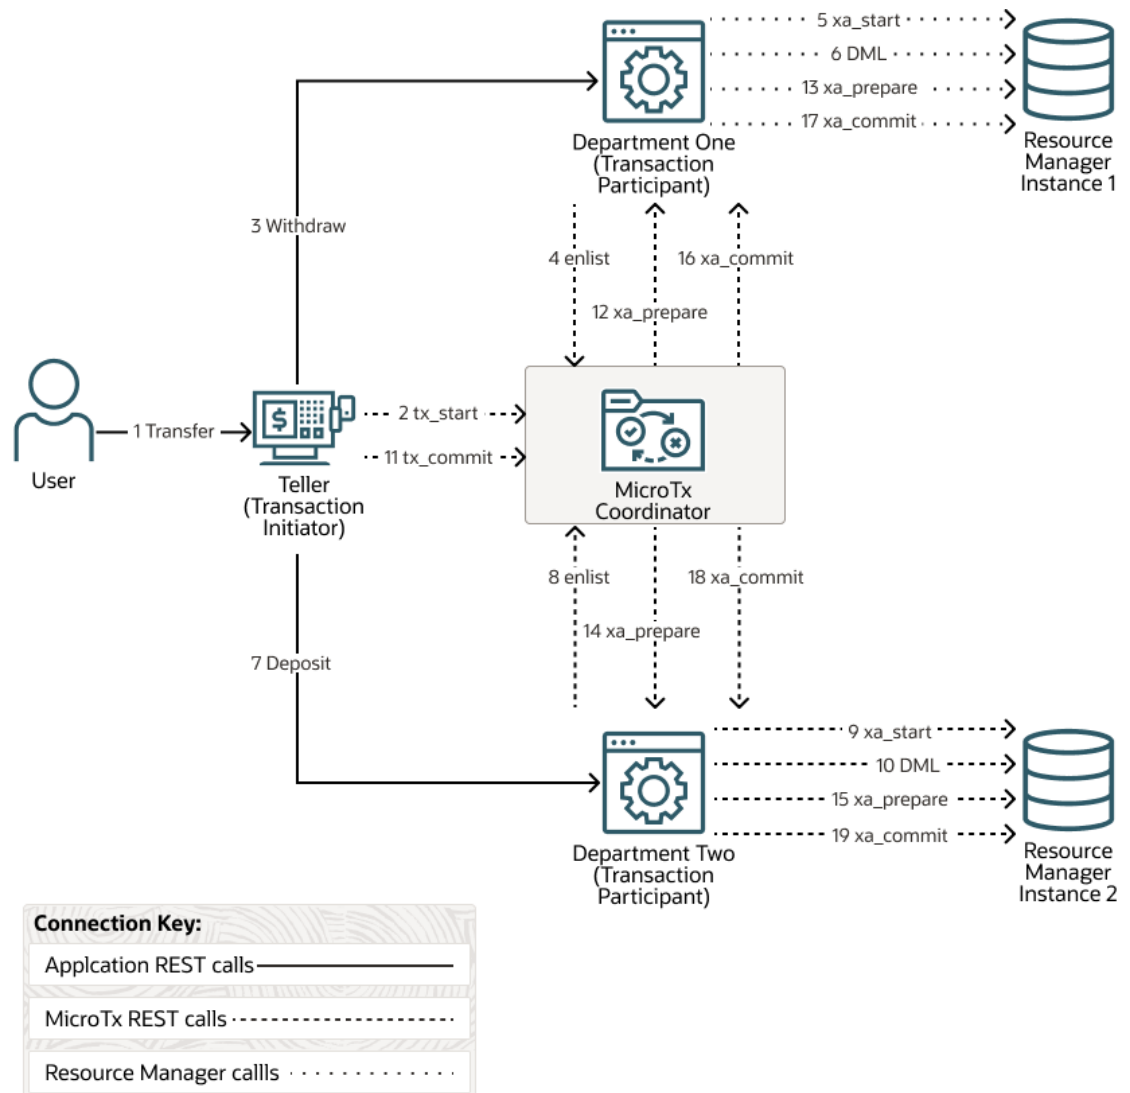 5 xa_start
6 DML
13 xa_prepare
17 xa_commit
Department One
(Transaction
Participant)
Resource
Manager
Instance 1
3 Withdraw
4 enlist
16 xa_commit
12 xa_prepare
1 Transfer
2 tx_start
11 tx_commit
User
Teller
(Transaction
Initiator)
MicroTx
Coordinator
8 enlist
18 xa_commit
14 xa_prepare
7 Deposit
9 xa_start
10 DML
15 xa_prepare
19 xa_commit
Department Two
(Transaction
Participant)
Resource
Manager
Instance 2
Connection Key:
Applcation REST calls
MicroTx REST calls
Resource Manager callls